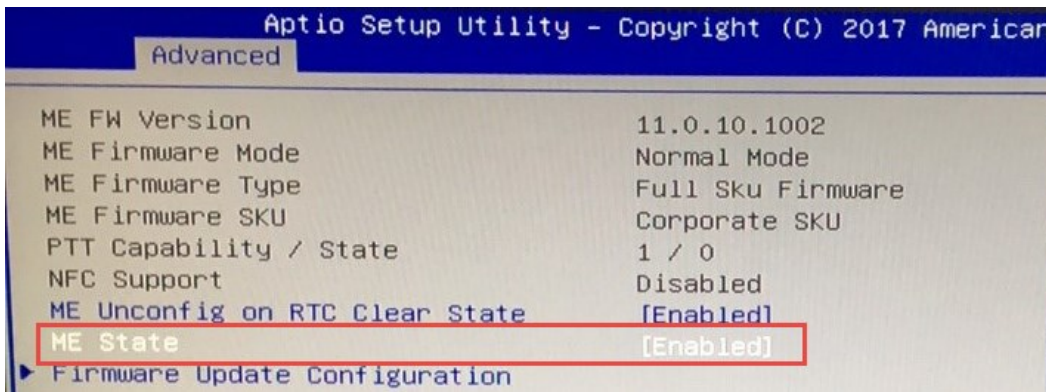 Aptio Setup Utility - Copyright (C) 2017 American
Advanced
ME FW Version 11.0.10.1002
ME Firmware Mode Normal Mode
ME Firmware Type Full Sku Firmware
ME Firmware SKU Corporate SKU
PTT Capability / State 1 / 0
NFC Support Disabled
ME Unconfig on RTC Clear State [Enabled]
ME State [Enabled]
Firmware Update Configuration